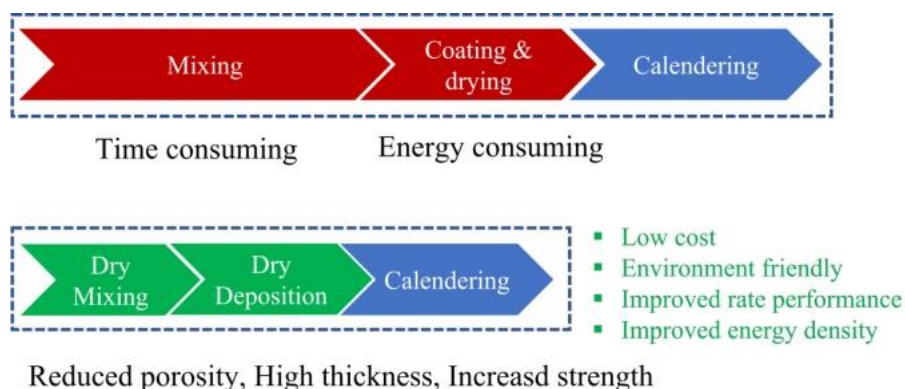 Mixing
Coating &
drying
Calendering
Time consuming
Energy consuming
Dry
Mixing
Dry
Deposition
Calendering
▪ Low cost
▪ Environment friendly
▪ Improved rate performance
▪ Improved energy density
Reduced porosity, High thickness, Increasd strength